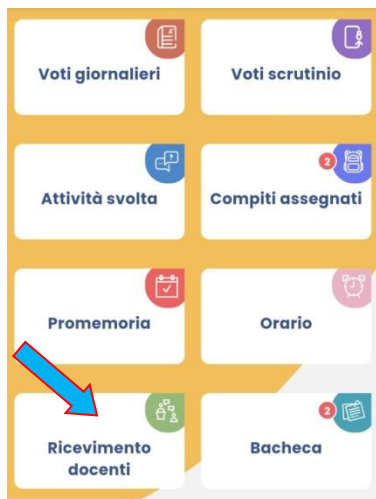 Voti giornalieri
Voti scrutinio
Attività svolta
2
Compiti assegnati
Promemoria
Orario
Ricevimento
docenti
2
Bacheca